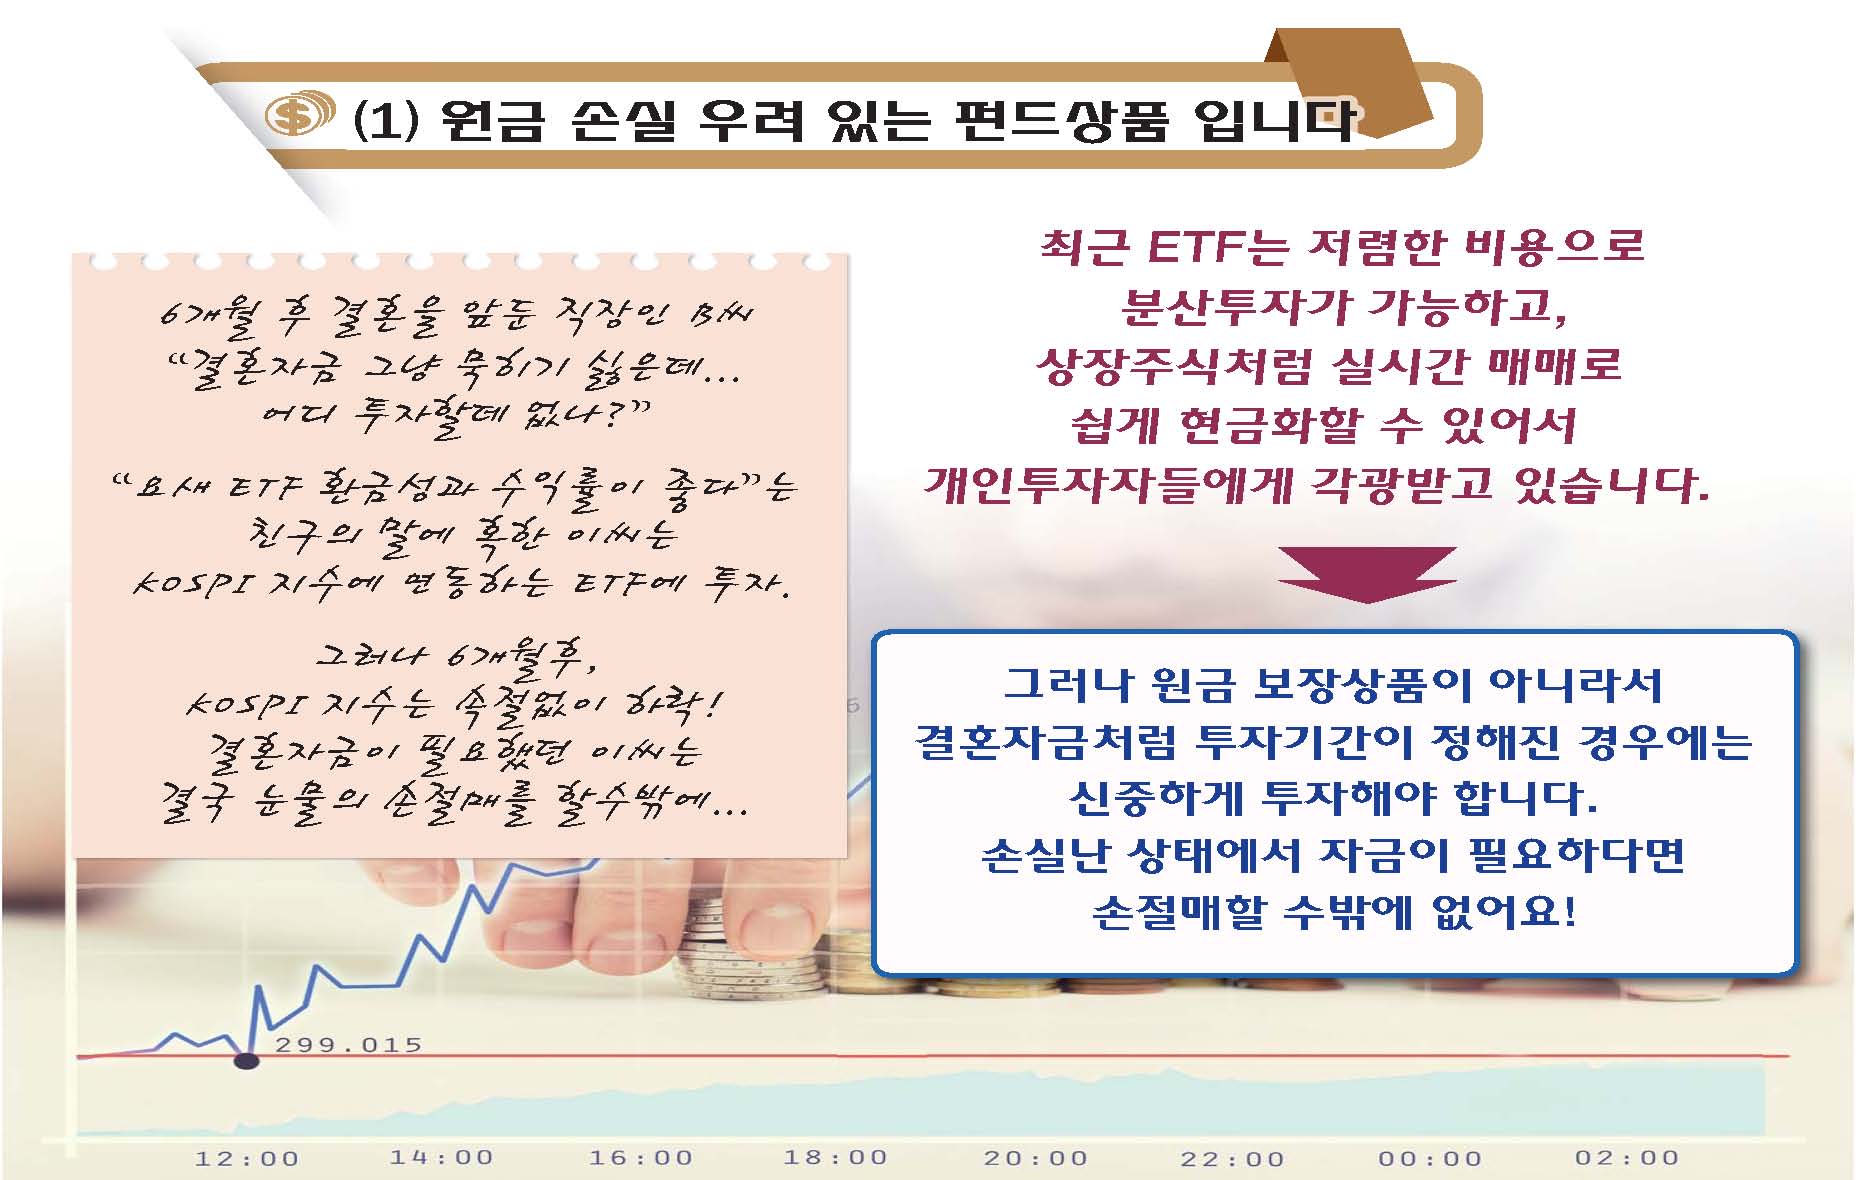 (1) 원금 손실 우려 있는 펀드상품 입니다
6개월 후 결혼을 앞둔 직장인 B씨
“결혼자금 그냥 묵히기 싫은데...
어디 투자할데 없나?”
“요새 ETF 환금성과 수익률이 좋다”는
친구의 말에 혹한 이씨는
KOSPI 지수에 연동하는 ETF에 투자.
그러나 6개월후,
KOSPI 지수는 속절없이 하락!
결혼자금이 필요했던 이씨는
결국 눈물의 손절매를 할수밖에...
최근 ETF는 저렴한 비용으로
분산투자가 가능하고,
상장주식처럼 실시간 매매로
쉽게 현금화할 수 있어서
개인투자자들에게 각광받고 있습니다.
그러나 원금 보장상품이 아니라서
결혼자금처럼 투자기간이 정해진 경우에는
신중하게 투자해야 합니다.
손실난 상태에서 자금이 필요하다면
손절매할 수밖에 없어요!
299.015
12:00 14:00 16:00 18:00 20:00 22:00 00:00 02:00